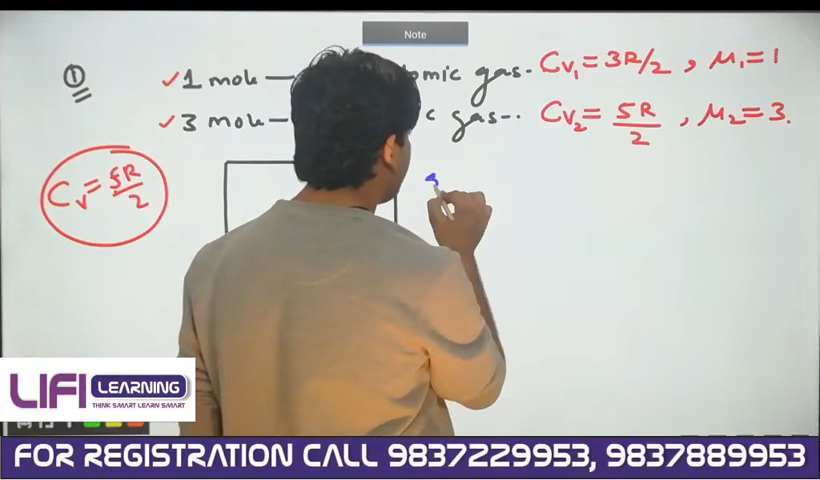 Note
① ✓ 1 mole — omic gas. Cv₁ = 3R/2 , μ₁ = 1
✓ 3 mole — c gas. Cv₂ = 5R/2 , μ₂ = 3.
Cv = 5R/2
LIFI LEARNING
THINK SMART LEARN SMART
FOR REGISTRATION CALL 9837229953, 9837889953